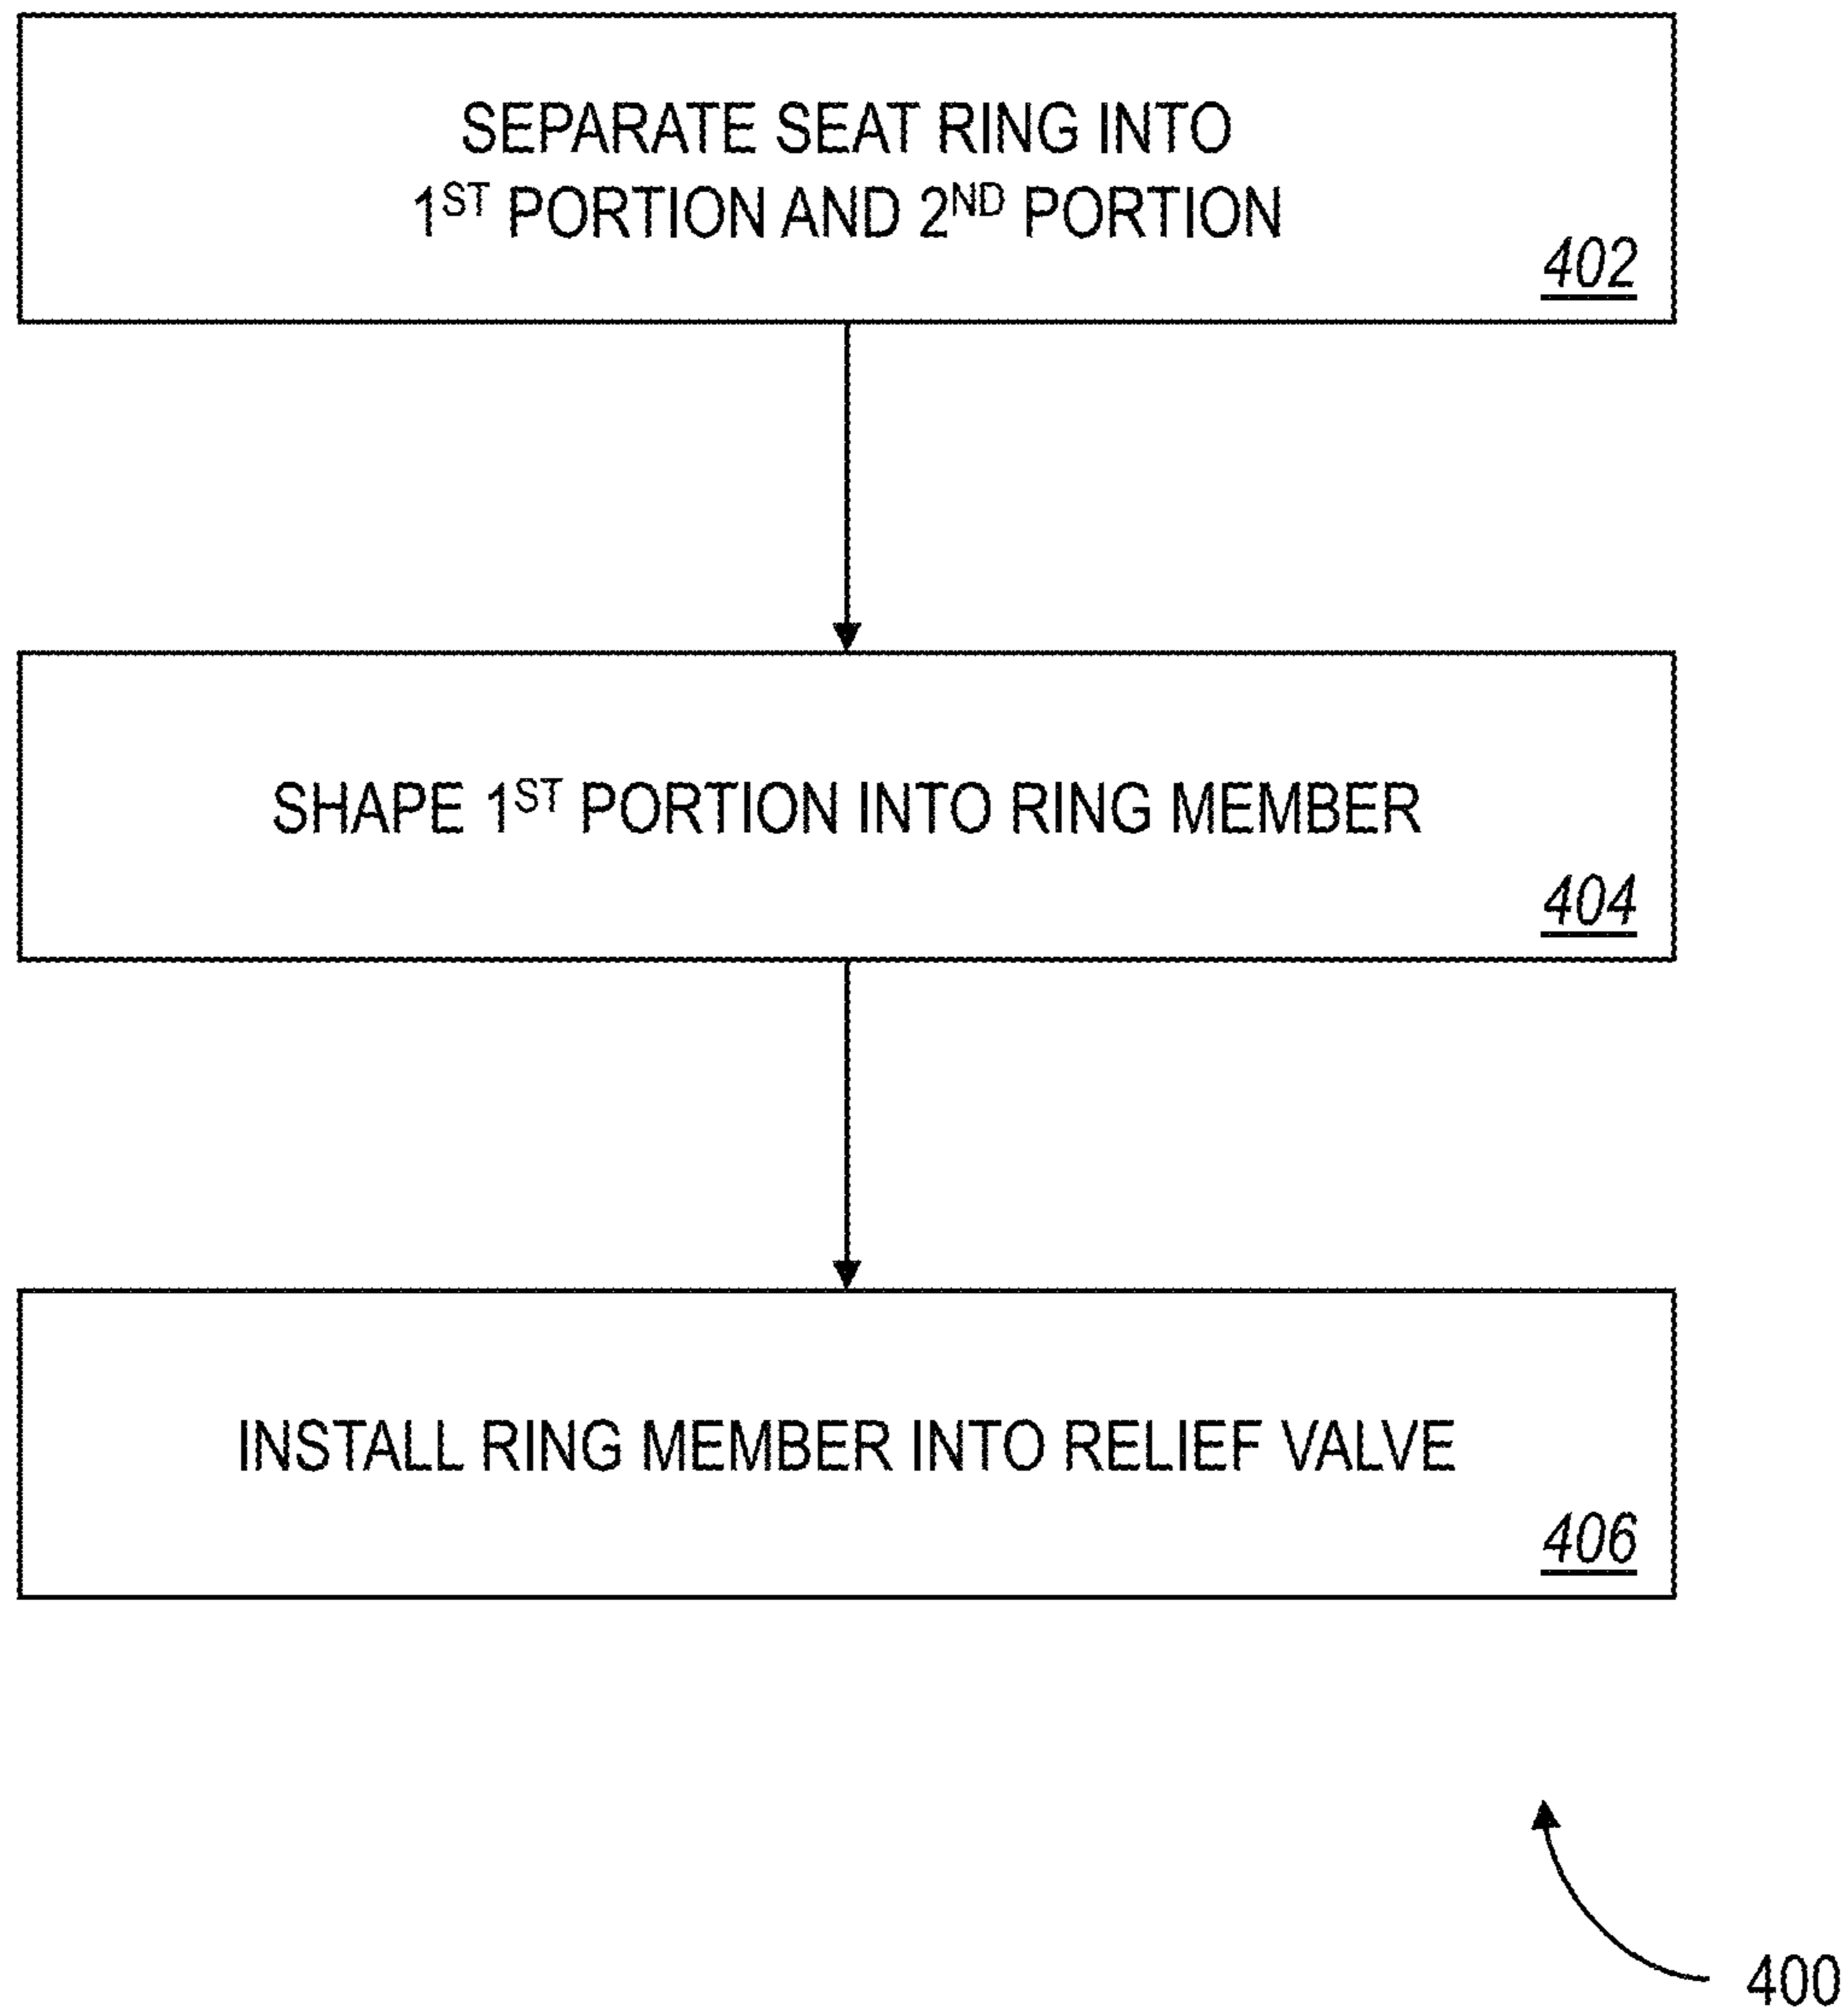 SEPARATE SEAT RING INTO
1ST PORTION AND 2ND PORTION
402
SHAPE 1ST PORTION INTO RING MEMBER
404
INSTALL RING MEMBER INTO RELIEF VALVE
406
400